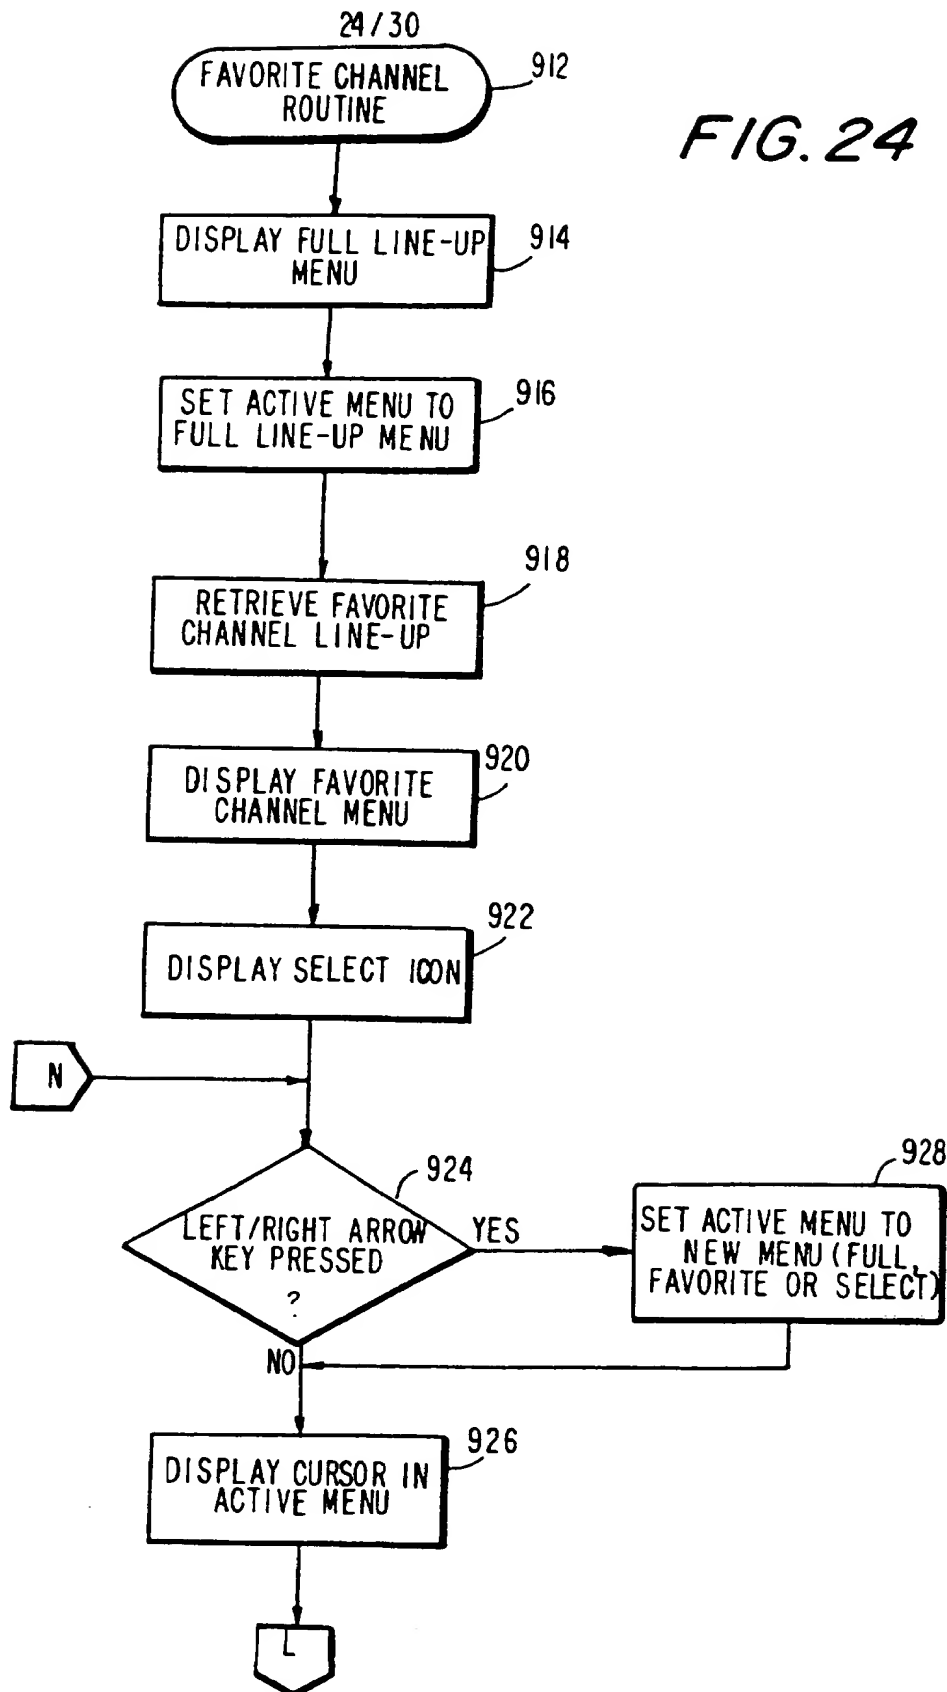 24/30
FAVORITE CHANNEL
ROUTINE
912
FIG. 24
DISPLAY FULL LINE-UP
MENU
914
SET ACTIVE MENU TO
FULL LINE-UP MENU
916
RETRIEVE FAVORITE
CHANNEL LINE-UP
918
DISPLAY FAVORITE
CHANNEL MENU
920
DISPLAY SELECT ICON
922
N
LEFT/RIGHT ARROW
KEY PRESSED
?
924
YES
SET ACTIVE MENU TO
NEW MENU (FULL,
FAVORITE OR SELECT)
928
NO
DISPLAY CURSOR IN
ACTIVE MENU
926
L